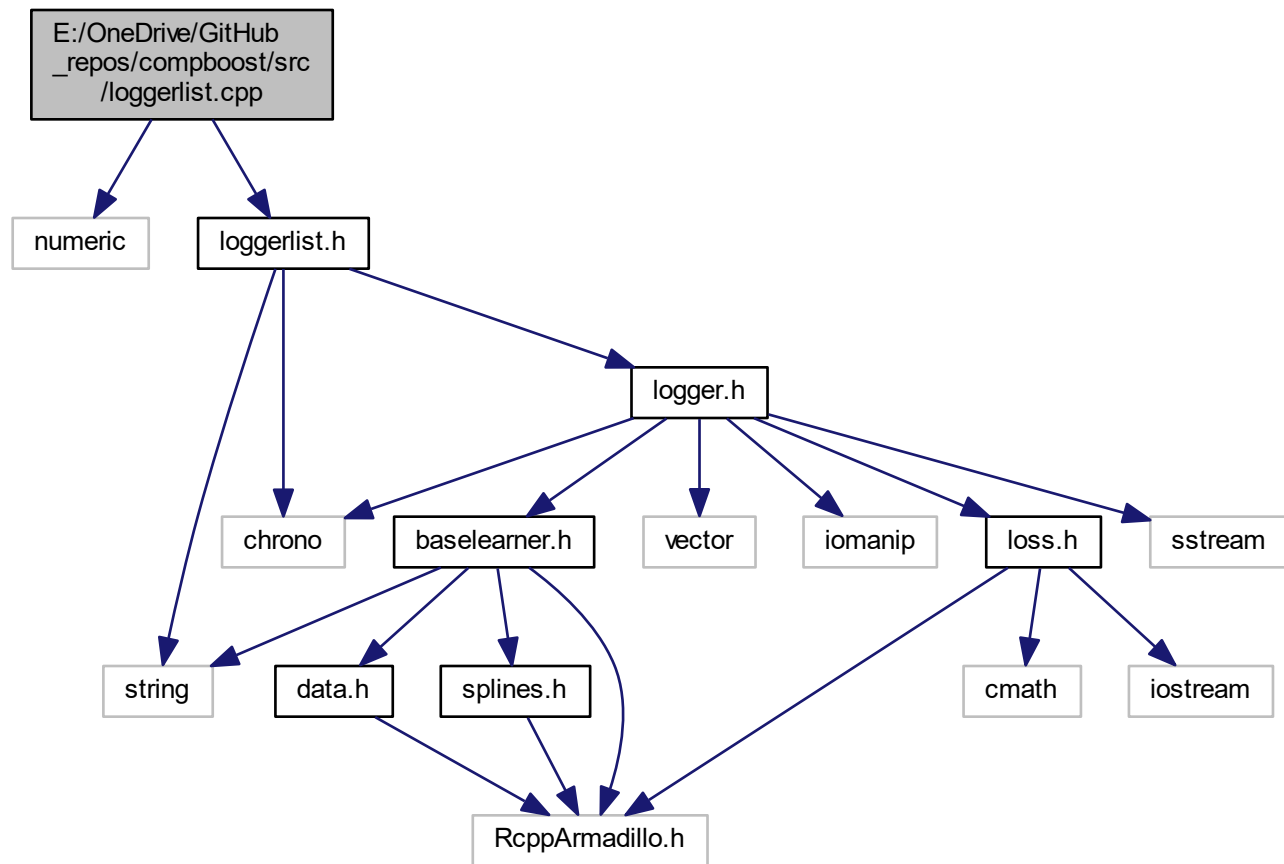 E:/OneDrive/GitHub
_repos/compboost/src
/loggerlist.cpp
numeric
loggerlist.h
logger.h
chrono
baselearner.h
vector
iomanip
loss.h
sstream
string
data.h
splines.h
cmath
iostream
RcppArmadillo.h